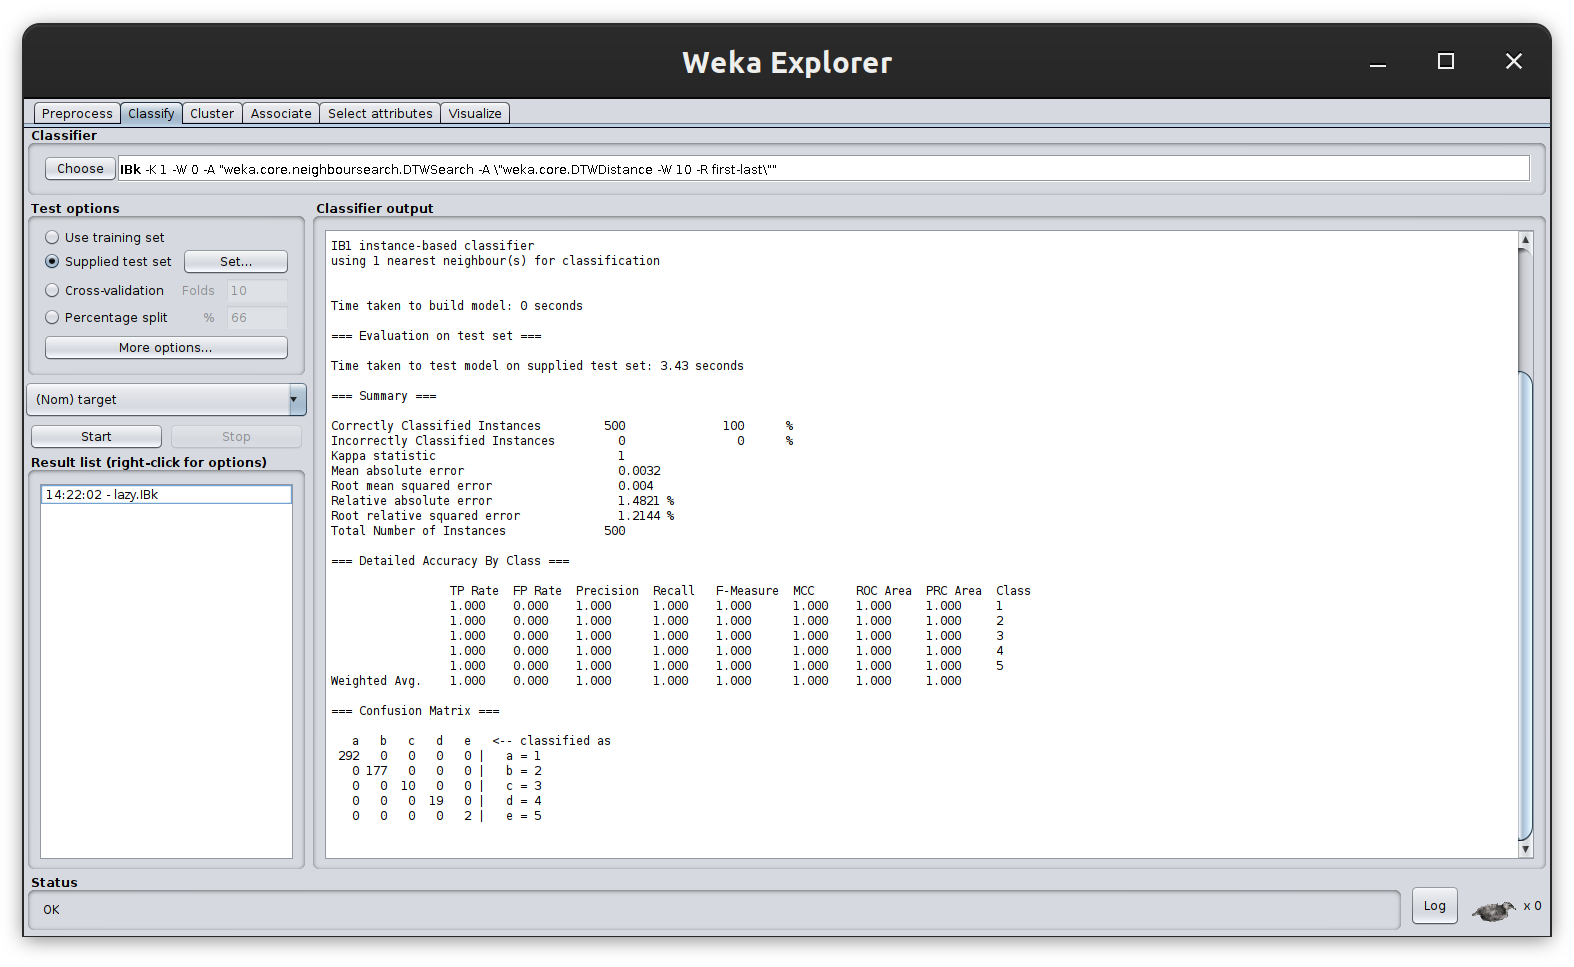 Weka Explorer
Preprocess Classify Cluster Associate Select attributes Visualize
Classifier
Choose IBk -K 1 -W 0 -A "weka.core.neighboursearch.DTWSearch -A \"weka.core.DTWDistance -W 10 -R first-last\""
Test options
Use training set
Supplied test set Set...
Cross-validation Folds 10
Percentage split % 66
More options...
(Nom) target
Start Stop
Result list (right-click for options)
14:22:02 - lazy.IBk
Classifier output
IB1 instance-based classifier
using 1 nearest neighbour(s) for classification
Time taken to build model: 0 seconds
=== Evaluation on test set ===
Time taken to test model on supplied test set: 3.43 seconds
=== Summary ===
Correctly Classified Instances 500 100 %
Incorrectly Classified Instances 0 0 %
Kappa statistic 1
Mean absolute error 0.0032
Root mean squared error 0.004
Relative absolute error 1.4821 %
Root relative squared error 1.2144 %
Total Number of Instances 500
=== Detailed Accuracy By Class ===
TP Rate FP Rate Precision Recall F-Measure MCC ROC Area PRC Area Class
1.000 0.000 1.000 1.000 1.000 1.000 1.000 1.000 1
1.000 0.000 1.000 1.000 1.000 1.000 1.000 1.000 2
1.000 0.000 1.000 1.000 1.000 1.000 1.000 1.000 3
1.000 0.000 1.000 1.000 1.000 1.000 1.000 1.000 4
1.000 0.000 1.000 1.000 1.000 1.000 1.000 1.000 5
Weighted Avg. 1.000 0.000 1.000 1.000 1.000 1.000 1.000 1.000
=== Confusion Matrix ===
a b c d e <-- classified as
292 0 0 0 0 | a = 1
0 177 0 0 0 | b = 2
0 0 10 0 0 | c = 3
0 0 0 19 0 | d = 4
0 0 0 0 2 | e = 5
Status
OK
Log
x 0